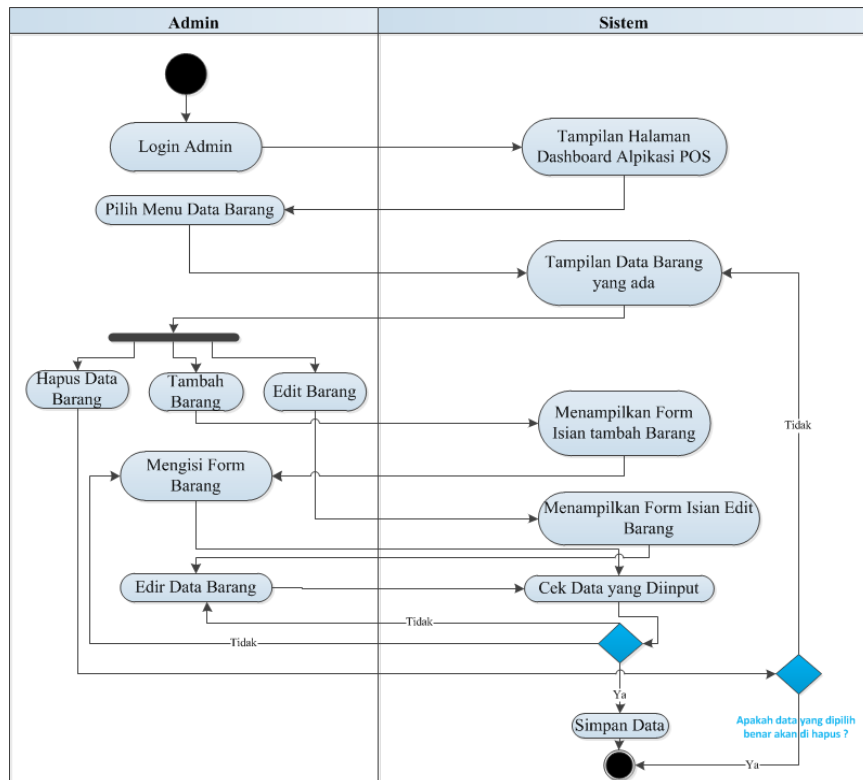 Admin
Sistem
Login Admin
Tampilan Halaman
Dashboard Alpikasi POS
Pilih Menu Data Barang
Tampilan Data Barang
yang ada
Hapus Data
Barang
Tambah
Barang
Edit Barang
Menampilkan Form
Isian tambah Barang
Tidak
Mengisi Form
Barang
Menampilkan Form Isian Edit
Barang
Edir Data Barang
Cek Data yang Diinput
Tidak
Tidak
Ya
Simpan Data
Apakah data yang dipilih
benar akan di hapus ?
Ya